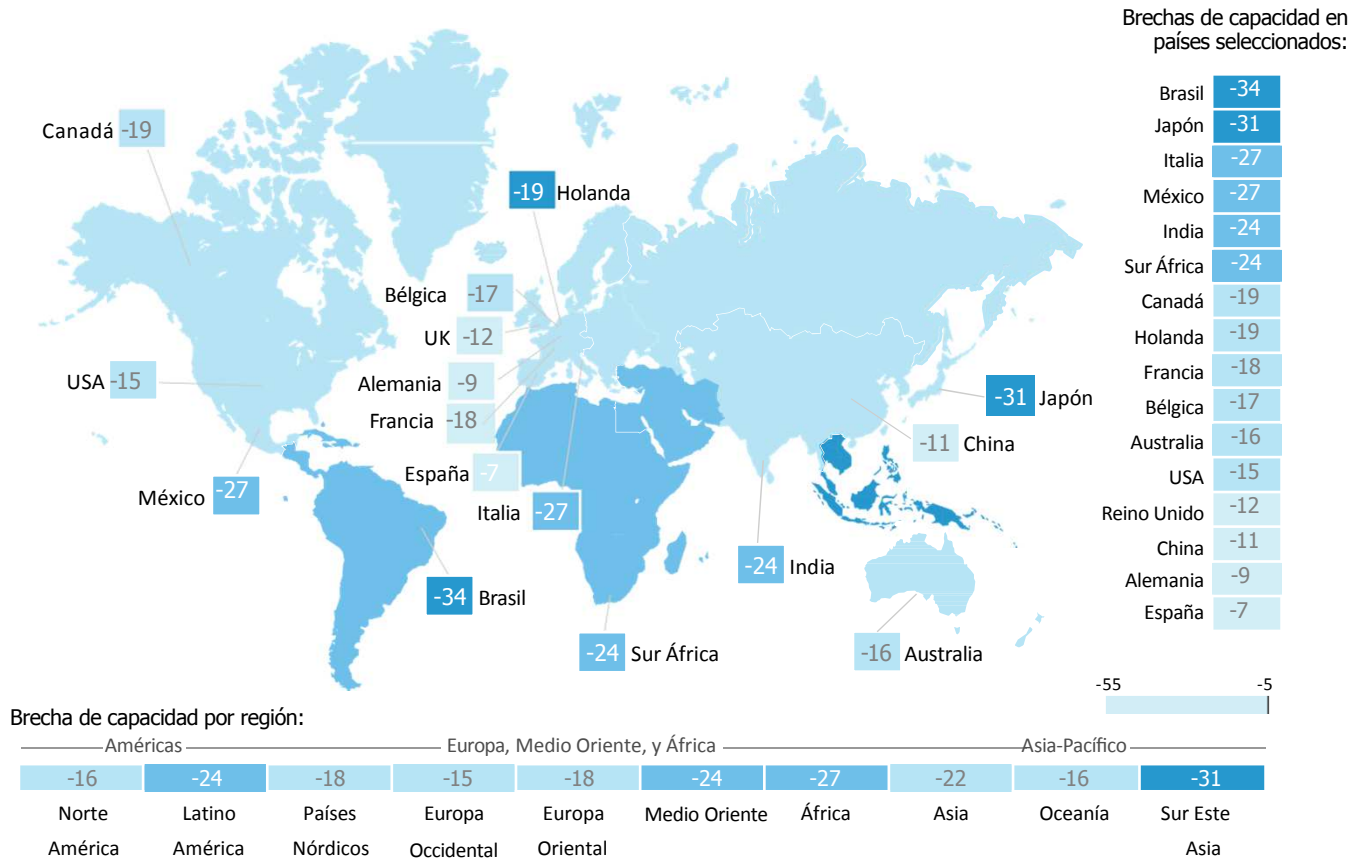 Brechas de capacidad en
países seleccionados:
Brasil -34
Japón -31
Italia -27
México -27
India -24
Sur África -24
Canadá -19
Holanda -19
Francia -18
Bélgica -17
Australia -16
USA -15
Reino Unido -12
China -11
Alemania -9
España -7
-55 -5
Canadá -19
-19 Holanda
Bélgica -17
UK -12
USA -15
Alemania -9
-31 Japón
Francia -18
-11 China
España -7
México -27
Italia -27
-24 India
-34 Brasil
-24 Sur África
-16 Australia
Brecha de capacidad por región:
Américas Europa, Medio Oriente, y África Asia-Pacífico
-16 -24 -18 -15 -18 -24 -27 -22 -16 -31
Norte Latino Países Europa Europa Medio Oriente África Asia Oceanía Sur Este
América América Nórdicos Occidental Oriental Asia